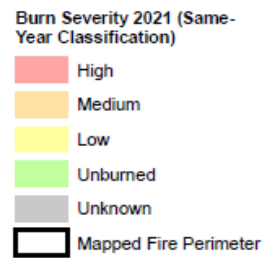 Burn Severity 2021 (Same-
Year Classification)
High
Medium
Low
Unburned
Unknown
Mapped Fire Perimeter